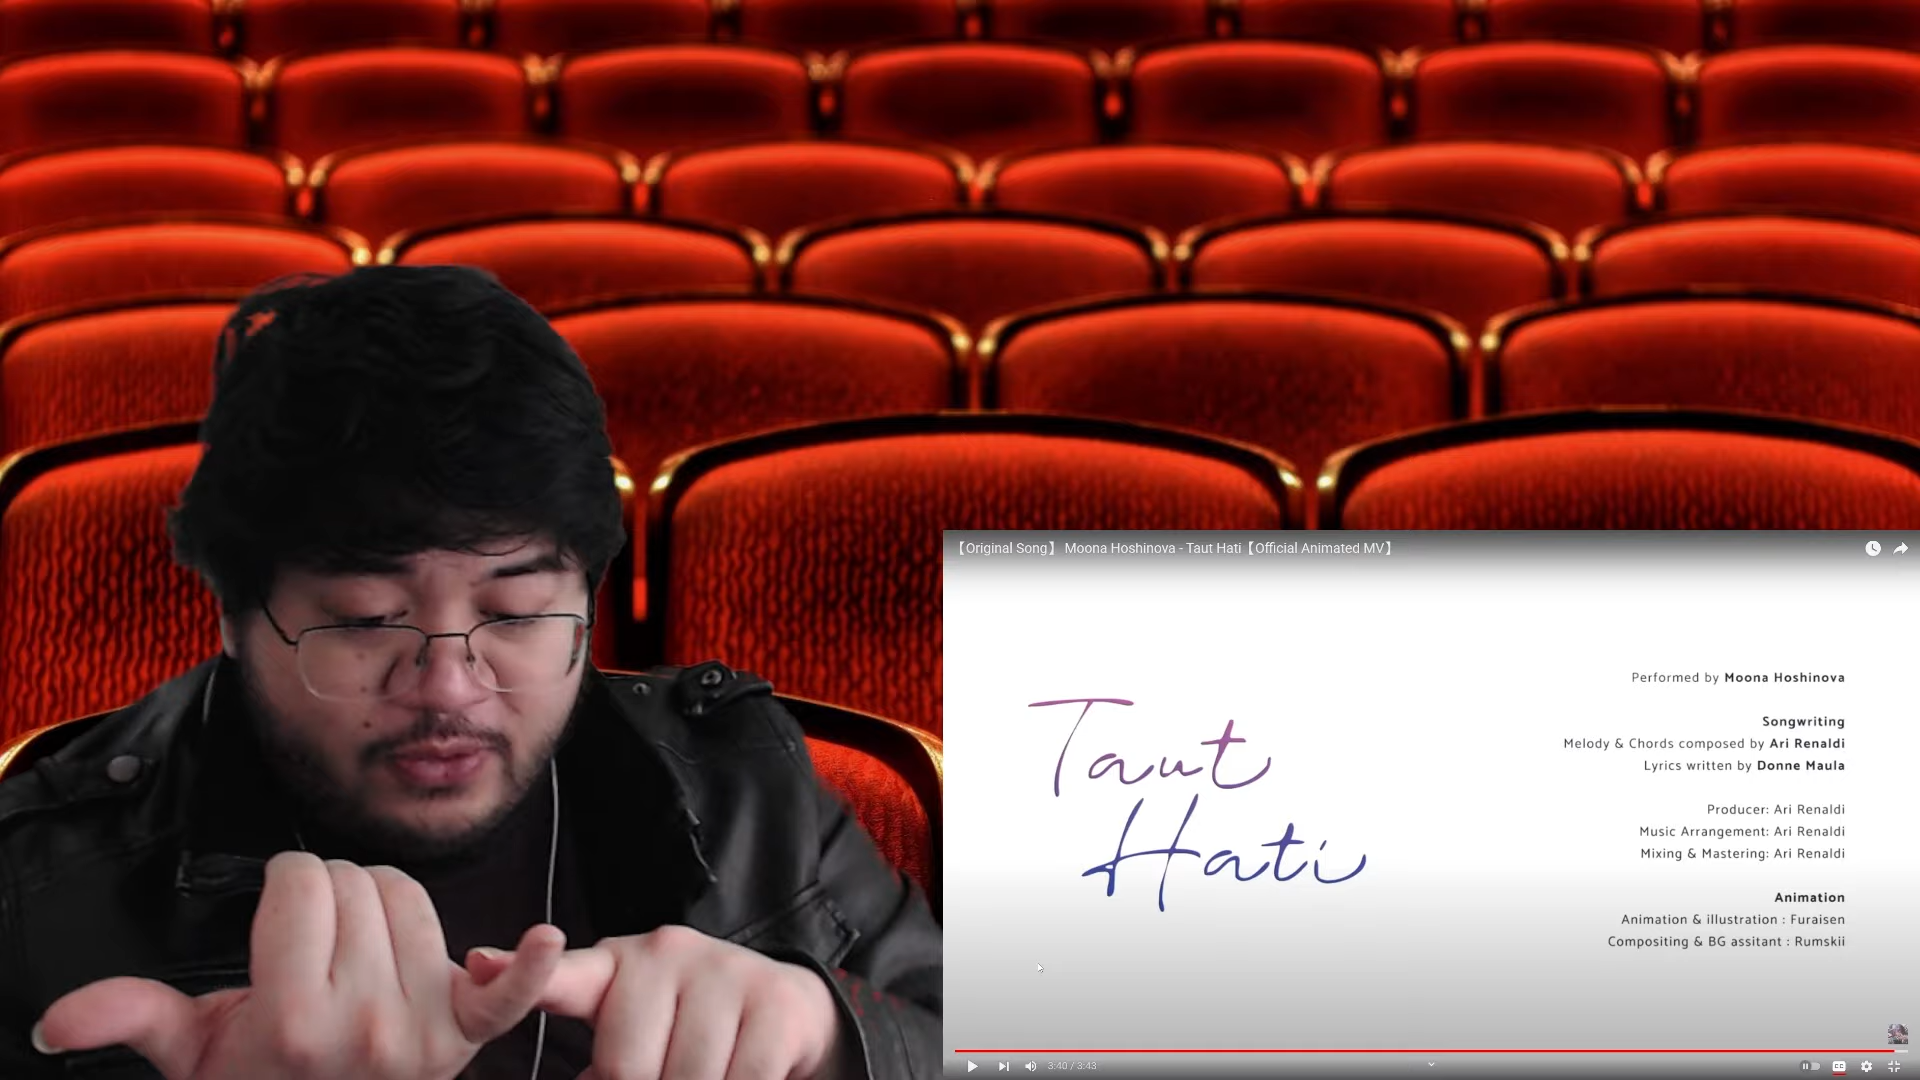 【Original Song】 Moona Hoshinova - Taut Hati【Official Animated MV】
Taut
Hati
Performed by Moona Hoshinova
Songwriting
Melody & Chords composed by Ari Renaldi
Lyrics written by Donne Maula
Producer: Ari Renaldi
Music Arrangement: Ari Renaldi
Mixing & Mastering: Ari Renaldi
Animation
Animation & illustration : Furaisen
Compositing & BG assitant : Rumskii
3:40 / 3:43